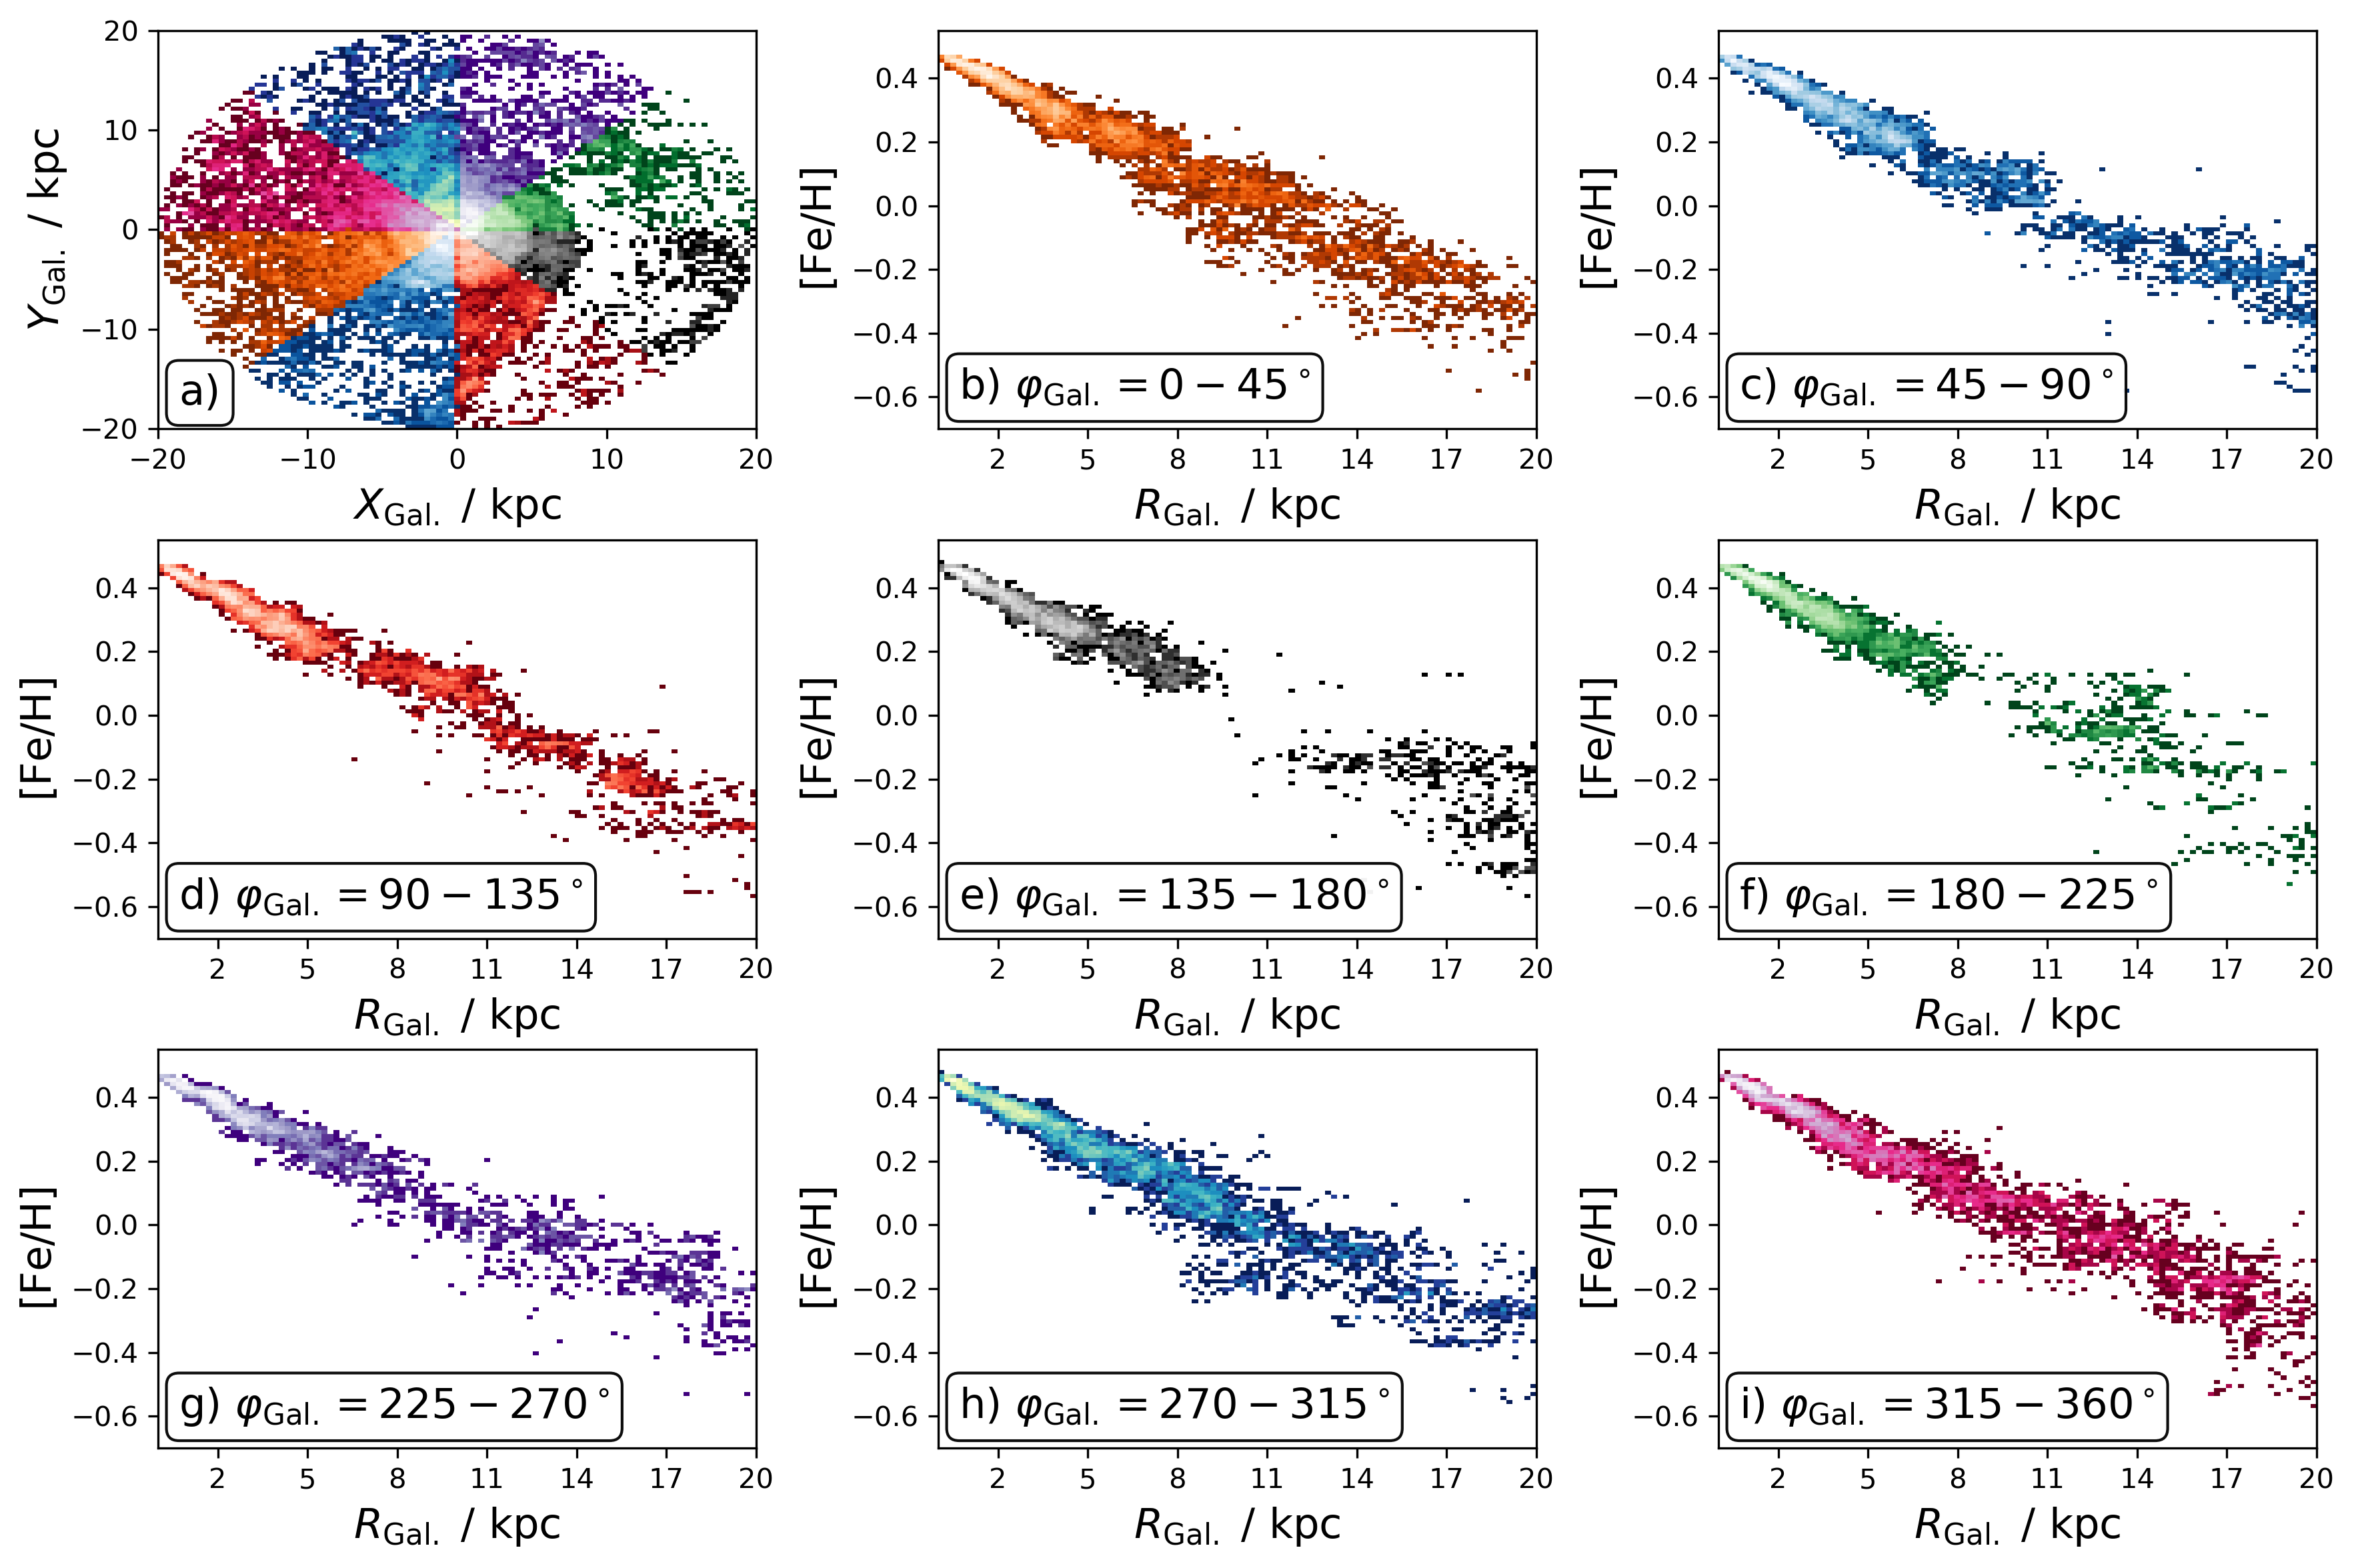 20
10
0
−10
−20
−20 −10 0 10 20
Y_Gal. / kpc
X_Gal. / kpc
a)
0.4
0.2
0.0
−0.2
−0.4
−0.6
2 5 8 11 14 17 20
[Fe/H]
R_Gal. / kpc
b) φ_Gal. = 0 − 45°
0.4
0.2
0.0
−0.2
−0.4
−0.6
2 5 8 11 14 17 20
[Fe/H]
R_Gal. / kpc
c) φ_Gal. = 45 − 90°
0.4
0.2
0.0
−0.2
−0.4
−0.6
2 5 8 11 14 17 20
[Fe/H]
R_Gal. / kpc
d) φ_Gal. = 90 − 135°
0.4
0.2
0.0
−0.2
−0.4
−0.6
2 5 8 11 14 17 20
[Fe/H]
R_Gal. / kpc
e) φ_Gal. = 135 − 180°
0.4
0.2
0.0
−0.2
−0.4
−0.6
2 5 8 11 14 17 20
[Fe/H]
R_Gal. / kpc
f) φ_Gal. = 180 − 225°
0.4
0.2
0.0
−0.2
−0.4
−0.6
2 5 8 11 14 17 20
[Fe/H]
R_Gal. / kpc
g) φ_Gal. = 225 − 270°
0.4
0.2
0.0
−0.2
−0.4
−0.6
2 5 8 11 14 17 20
[Fe/H]
R_Gal. / kpc
h) φ_Gal. = 270 − 315°
0.4
0.2
0.0
−0.2
−0.4
−0.6
2 5 8 11 14 17 20
[Fe/H]
R_Gal. / kpc
i) φ_Gal. = 315 − 360°